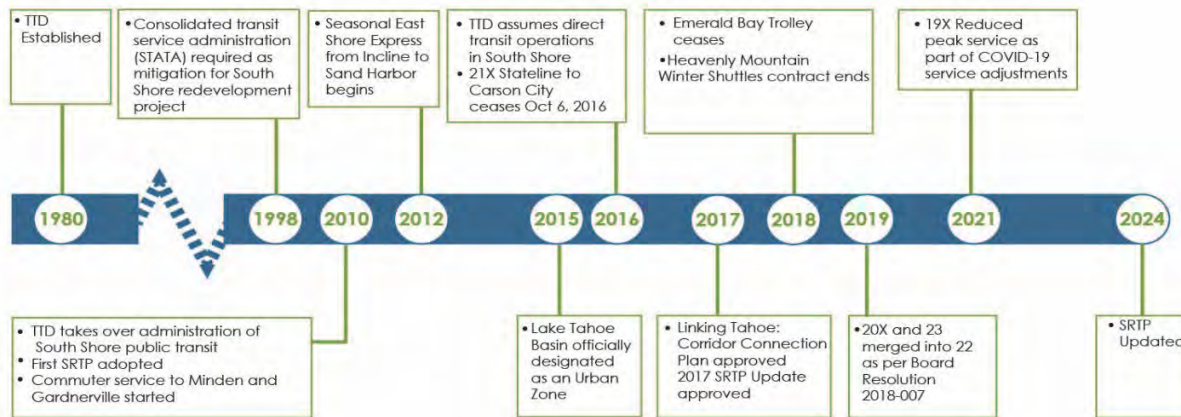 • TTD
Established
•Consolidated transit
service administration
(STATA) required as
mitigation for South
Shore redevelopment
project
• Seasonal East
Shore Express
from Incline to
Sand Harbor
begins
• TTD assumes direct
transit operations
in South Shore
• 21X Stateline to
Carson City
ceases Oct 6, 2016
• Emerald Bay Trolley
ceases
•Heavenly Mountain
Winter Shuttles contract ends
• 19X Reduced
peak service as
part of COVID-19
service adjustments
1980
1998
2010
2012
2015
2016
2017
2018
2019
2021
2024
• TTD takes over administration of
South Shore public transit
• First SRTP adopted
• Commuter service to Minden and
Gardnerville started
• Lake Tahoe
Basin officially
designated
as an Urban
Zone
• Linking Tahoe:
Corridor Connection
Plan approved
2017 SRTP Update
approved
• 20X and 23
merged into 22
as per Board
Resolution
2018-007
• SRTP
Updated